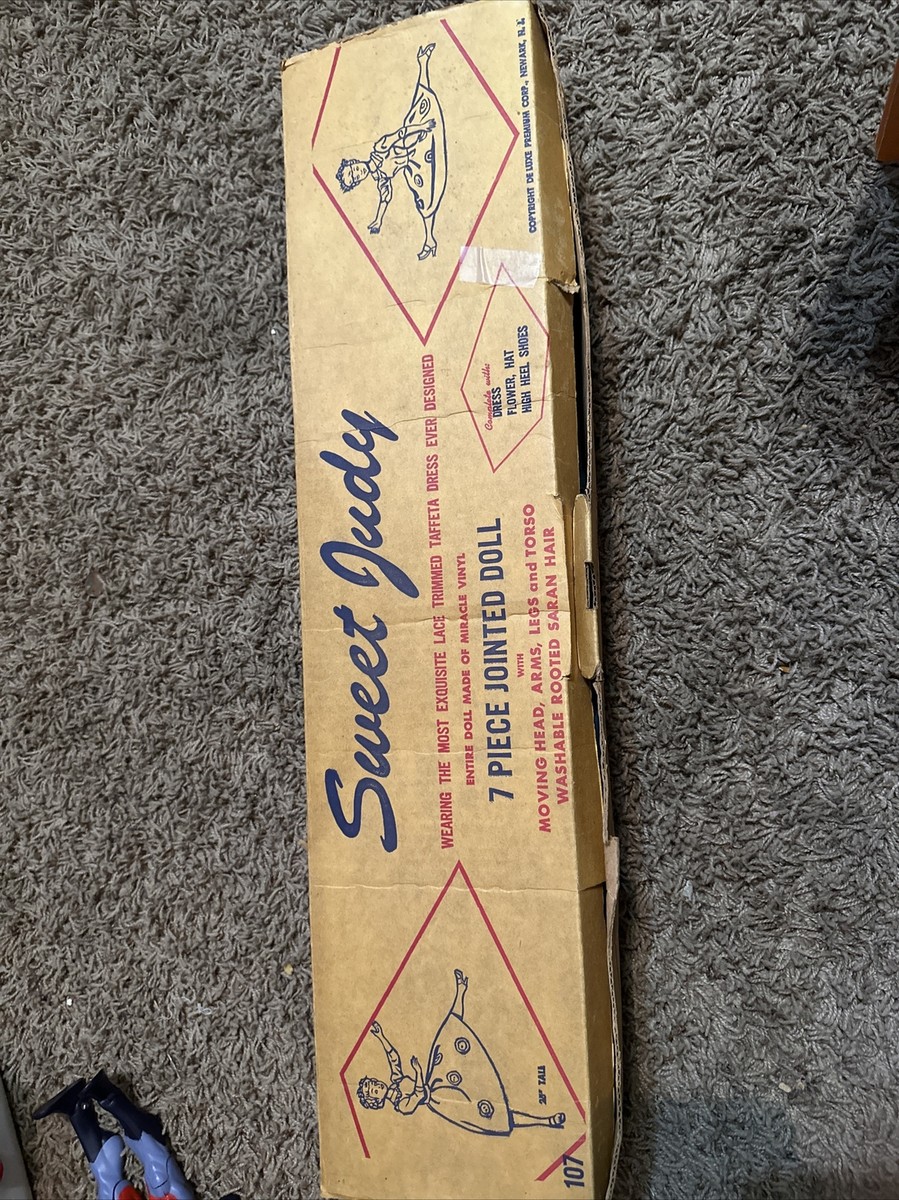 Sweet Judy
WEARING THE MOST EXQUISITE LACE TRIMMED TAFFETA DRESS EVER DESIGNED
ENTIRE DOLL MADE OF MIRACLE VINYL
7 PIECE JOINTED DOLL
WITH
MOVING HEAD, ARMS, LEGS and TORSO
WASHABLE ROOTED SARAN HAIR
Complete with:
DRESS
FLOWER, HAT
HIGH HEEL SHOES
COPYRIGHT DE LUXE PREMIUM CORP., NEWARK, N. J.
TALL
107